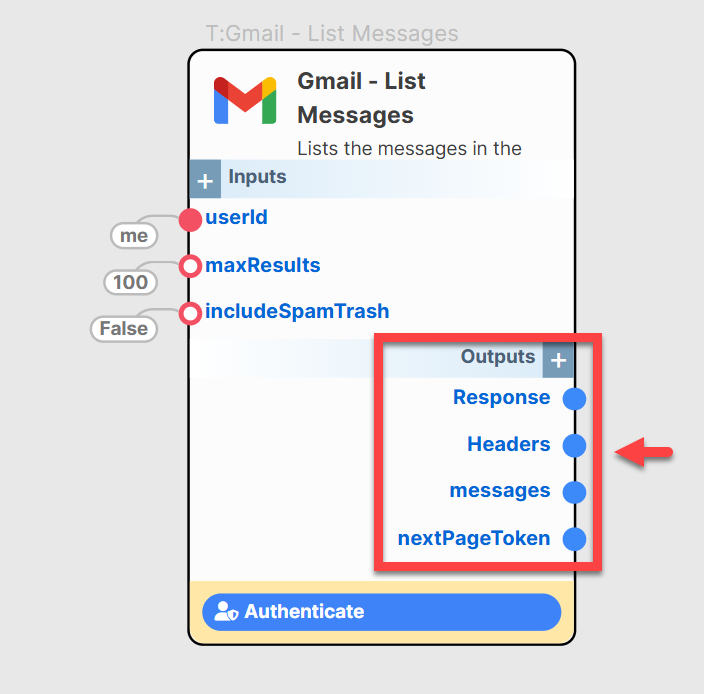 T:Gmail - List Messages
Gmail - List
Messages
Lists the messages in the
+ Inputs
userId
me
maxResults
100
includeSpamTrash
False
Outputs +
Response
Headers
messages
nextPageToken
Authenticate